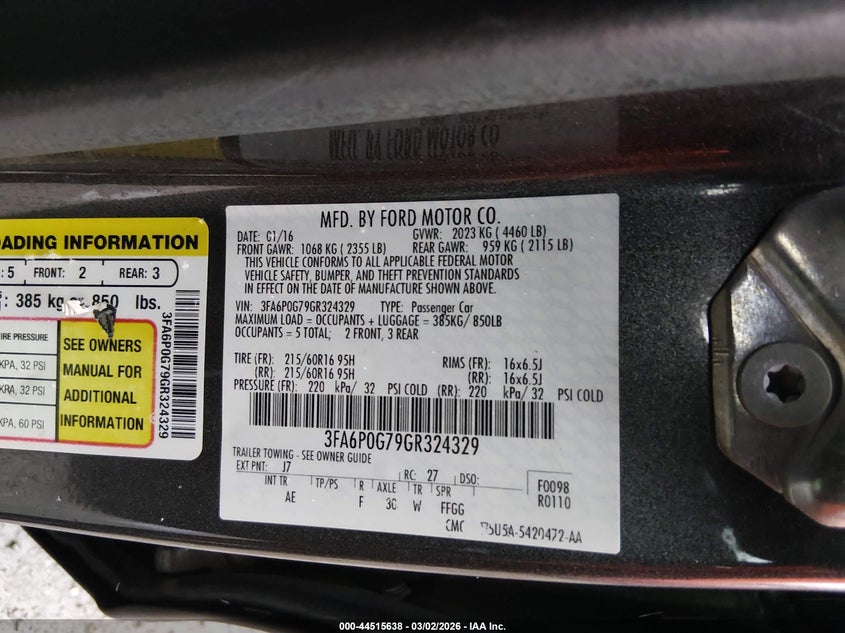 MFD. BY FORD MOTOR CO.
DATE: 01/16 GVWR: 2023 KG ( 4460 LB)
FRONT GAWR: 1068 KG ( 2355 LB) REAR GAWR: 959 KG ( 2115 LB)
THIS VEHICLE CONFORMS TO ALL APPLICABLE FEDERAL MOTOR
VEHICLE SAFETY, BUMPER, AND THEFT PREVENTION STANDARDS
IN EFFECT ON THE DATE OF MANUFACTURE SHOWN ABOVE.
VIN: 3FA6P0G79GR324329 TYPE: Passenger Car
MAXIMUM LOAD = OCCUPANTS + LUGGAGE = 385KG/ 850LB
OCCUPANTS = 5 TOTAL; 2 FRONT, 3 REAR
TIRE (FR): 215/60R16 95H RIMS (FR): 16x6.5J
(RR): 215/60R16 95H (RR): 16x6.5J
PRESSURE (FR): 220 kPa/ 32 PSI COLD (RR): 220 kPa/ 32 PSI COLD
3FA6P0G79GR324329
TRAILER TOWING - SEE OWNER GUIDE
EXT PNT: J7 RC: 27 DSO:
INT TR TP/PS R AXLE TR SPR
AE F 30 W FFGG
F0098
R0110
CMC 5U5A-5420472-AA
OADING INFORMATION
: 5 FRONT: 2 REAR: 3
: 385 kg or 850 lbs.
IRE PRESSURE
KPA, 32 PSI
KPA, 32 PSI
KPA, 60 PSI
SEE OWNERS
MANUAL FOR
ADDITIONAL
INFORMATION
3FA6P0G79GR324329
000-44515638 - 03/02/2026 - IAA Inc.